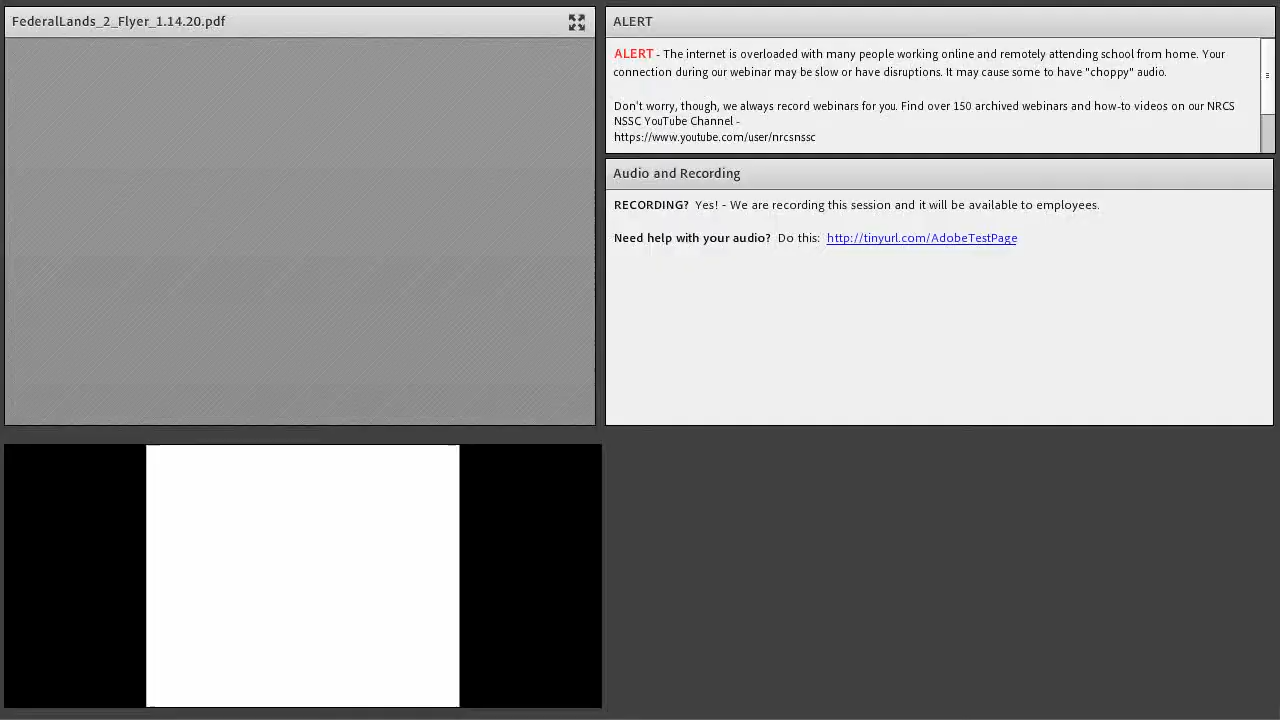 FederalLands_2_Flyer_1.14.20.pdf
ALERT
ALERT - The internet is overloaded with many people working online and remotely attending school from home. Your
connection during our webinar may be slow or have disruptions. It may cause some to have "choppy" audio.
Don't worry, though, we always record webinars for you. Find over 150 archived webinars and how-to videos on our NRCS
NSSC YouTube Channel -
https://www.youtube.com/user/nrcsnssc
Audio and Recording
RECORDING? Yes! - We are recording this session and it will be available to employees.
Need help with your audio? Do this: http://tinyurl.com/AdobeTestPage